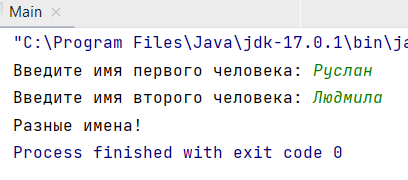 Main
"C:\Program Files\Java\jdk-17.0.1\bin\ja
Введите имя первого человека: Руслан
Введите имя второго человека: Людмила
Разные имена!
Process finished with exit code 0